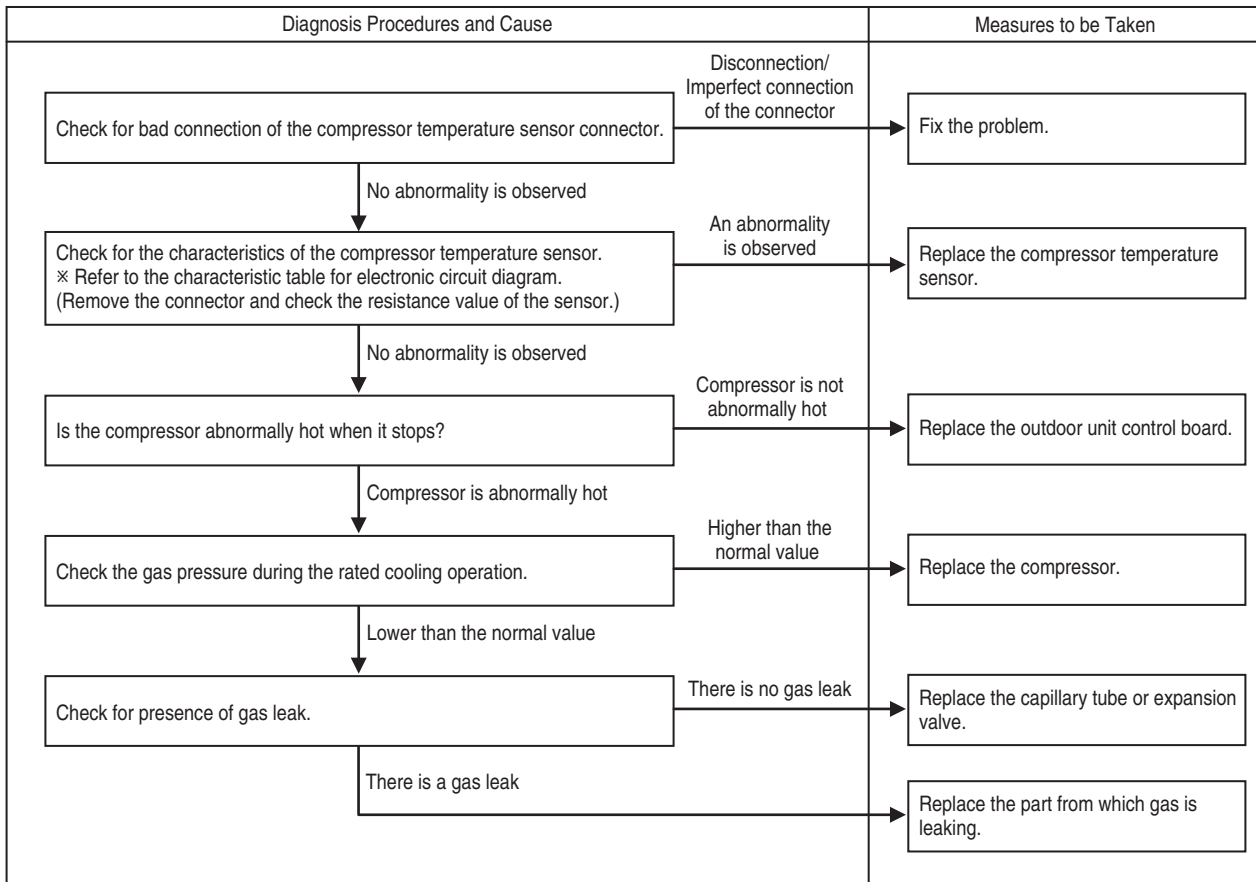 Diagnosis Procedures and Cause
Measures to be Taken
Disconnection/
Imperfect connection
of the connector
Check for bad connection of the compressor temperature sensor connector.
Fix the problem.
No abnormality is observed
An abnormality
is observed
Check for the characteristics of the compressor temperature sensor.
※ Refer to the characteristic table for electronic circuit diagram.
(Remove the connector and check the resistance value of the sensor.)
Replace the compressor temperature
sensor.
No abnormality is observed
Compressor is not
abnormally hot
Is the compressor abnormally hot when it stops?
Replace the outdoor unit control board.
Compressor is abnormally hot
Higher than the
normal value
Check the gas pressure during the rated cooling operation.
Replace the compressor.
Lower than the normal value
There is no gas leak
Check for presence of gas leak.
Replace the capillary tube or expansion
valve.
There is a gas leak
Replace the part from which gas is
leaking.